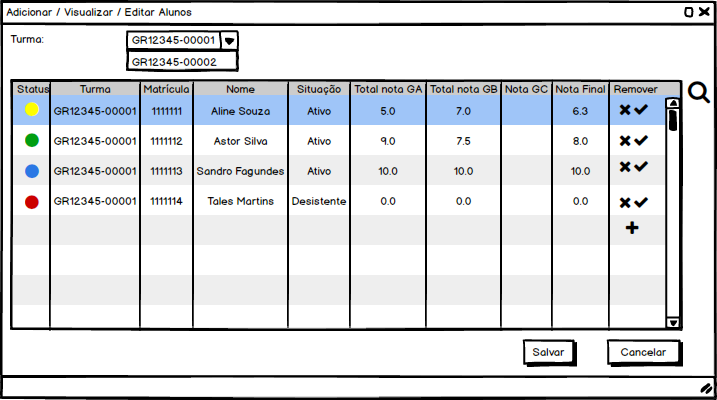 Adicionar / Visualizar / Editar Alunos
Turma:
GR12345-00001
GR12345-00002
Status Turma Matrícula Nome Situação Total nota GA Total nota GB Nota GC Nota Final Remover
GR12345-00001 1111111 Aline Souza Ativo 5.0 7.0 6.3
GR12345-00001 1111112 Astor Silva Ativo 9.0 7.5 8.0
GR12345-00001 1111113 Sandro Fagundes Ativo 10.0 10.0 10.0
GR12345-00001 1111114 Tales Martins Desistente 0.0 0.0 0.0
Salvar Cancelar